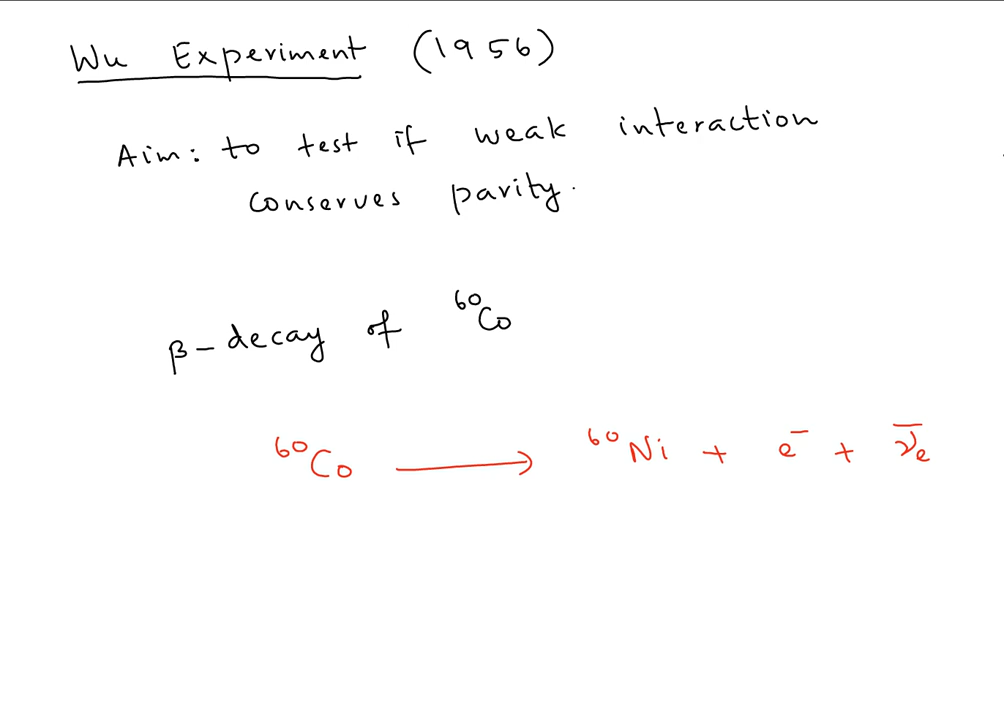 Wu Experiment (1956)
Aim: to test if weak interaction
conserves parity.
β-decay of ⁶⁰Co
⁶⁰Co ⟶ ⁶⁰Ni + e⁻ + ν̄ₑ